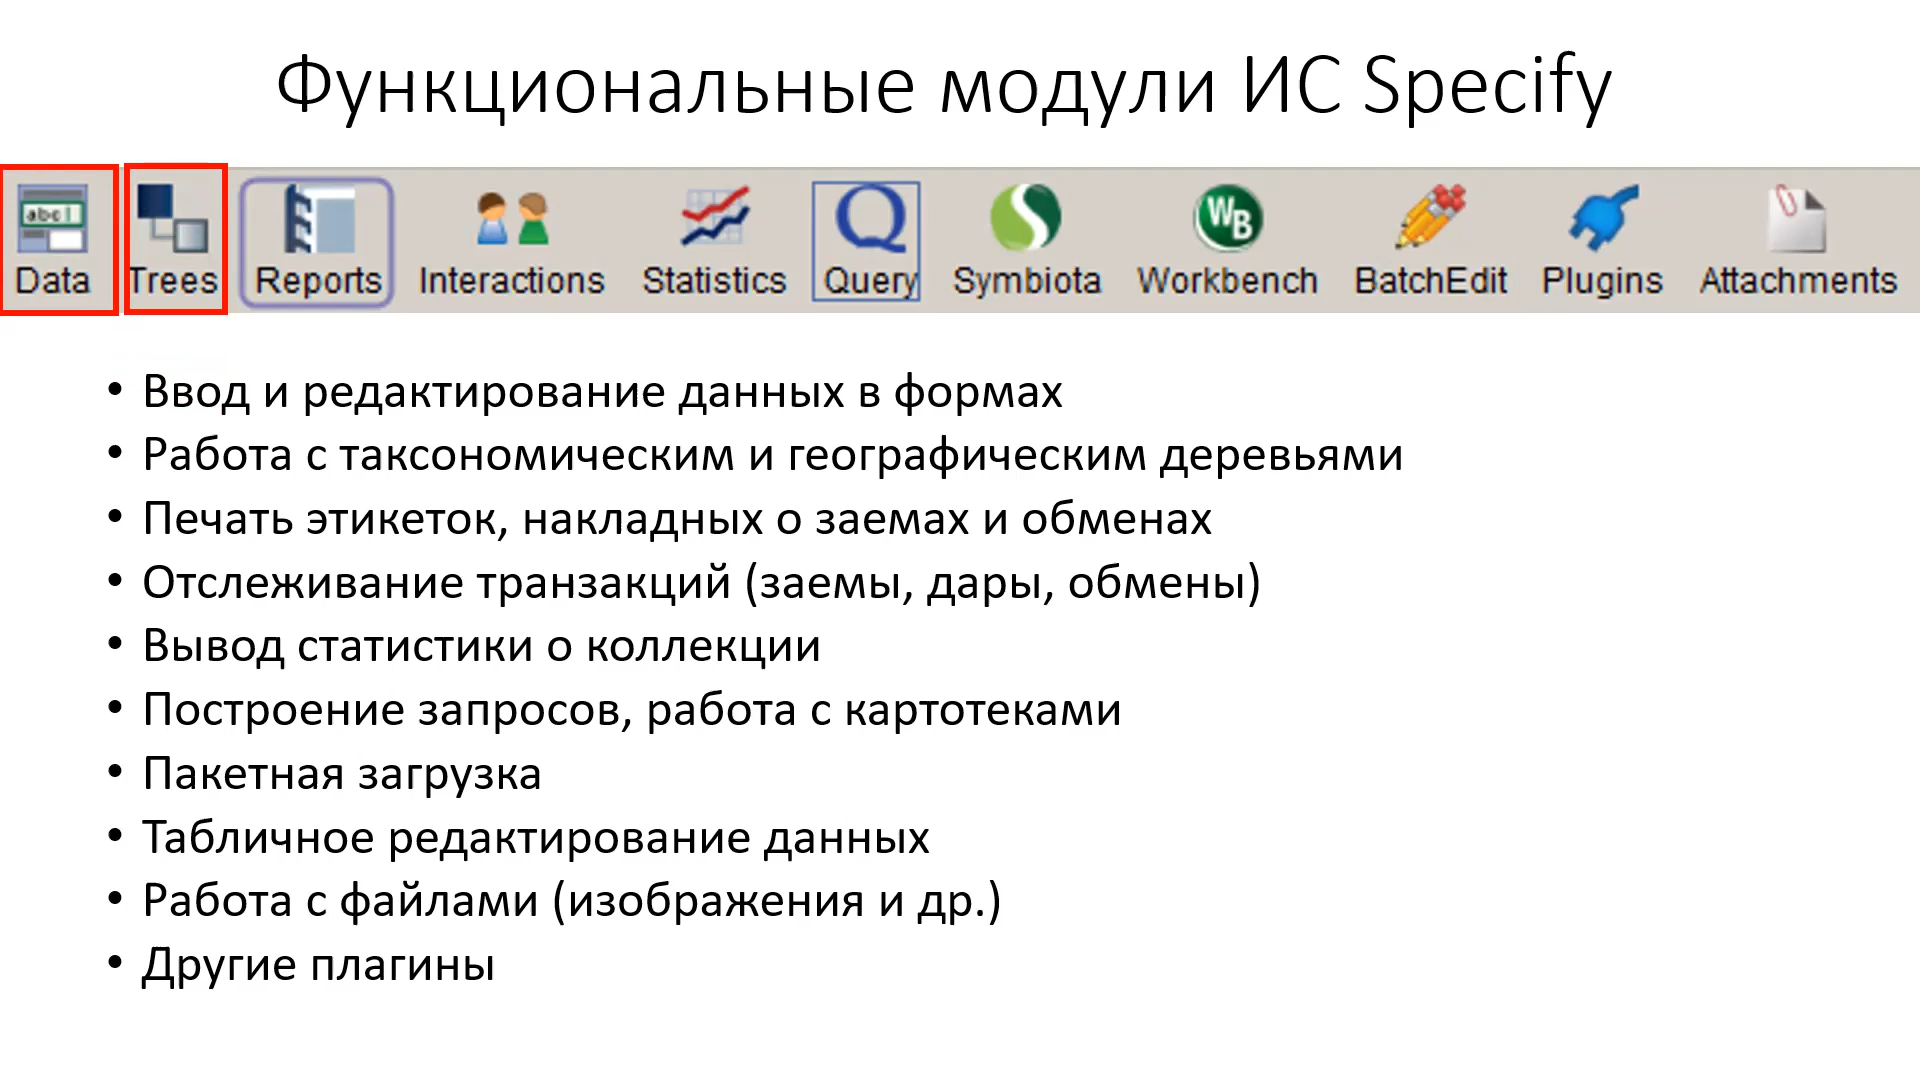 Функциональные модули ИС Specify
abcl
WB
Data Trees Reports Interactions Statistics Query Symbiota Workbench BatchEdit Plugins Attachments
• Ввод и редактирование данных в формах
• Работа с таксономическим и географическим деревьями
• Печать этикеток, накладных о заемах и обменах
• Отслеживание транзакций (заемы, дары, обмены)
• Вывод статистики о коллекции
• Построение запросов, работа с картотеками
• Пакетная загрузка
• Табличное редактирование данных
• Работа с файлами (изображения и др.)
• Другие плагины